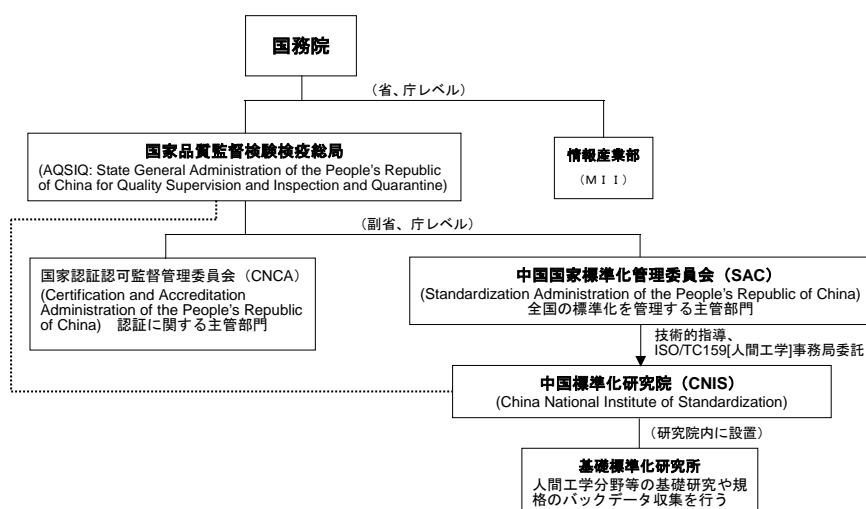 国務院
(省、庁レベル)
国家品質監督検験検疫総局
(AQSIQ: State General Administration of the People's Republic
of China for Quality Supervision and Inspection and Quarantine)
情報産業部
(ＭＩＩ)
(副省、庁レベル)
国家認証認可監督管理委員会（CNCA）
(Certification and Accreditation
Administration of the People's Republic
of China)　認証に関する主管部門
中国国家標準化管理委員会（SAC）
(Standardization Administration of the People's Republic of China)
全国の標準化を管理する主管部門
技術的指導、
ISO/TC159[人間工学]事務局委託
中国標準化研究院（CNIS）
(China National Institute of Standardization)
(研究院内に設置)
基礎標準化研究所
人間工学分野等の基礎研究や規
格のバックデータ収集を行う